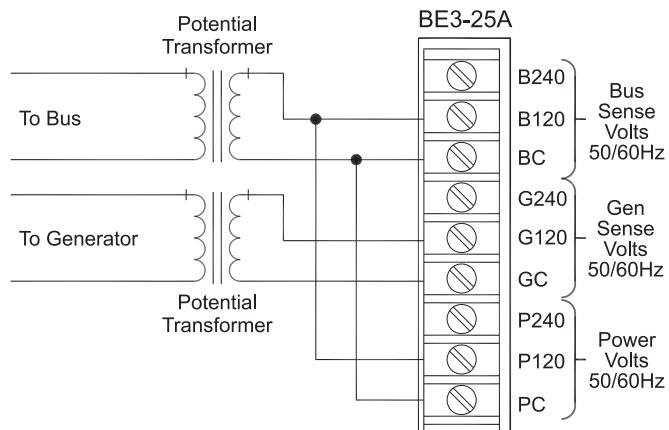 BE3-25A
Potential
Transformer
To Bus
B240
B120
BC
Bus
Sense
Volts
50/60Hz
To Generator
G240
G120
GC
Gen
Sense
Volts
50/60Hz
Potential
Transformer
P240
P120
PC
Power
Volts
50/60Hz